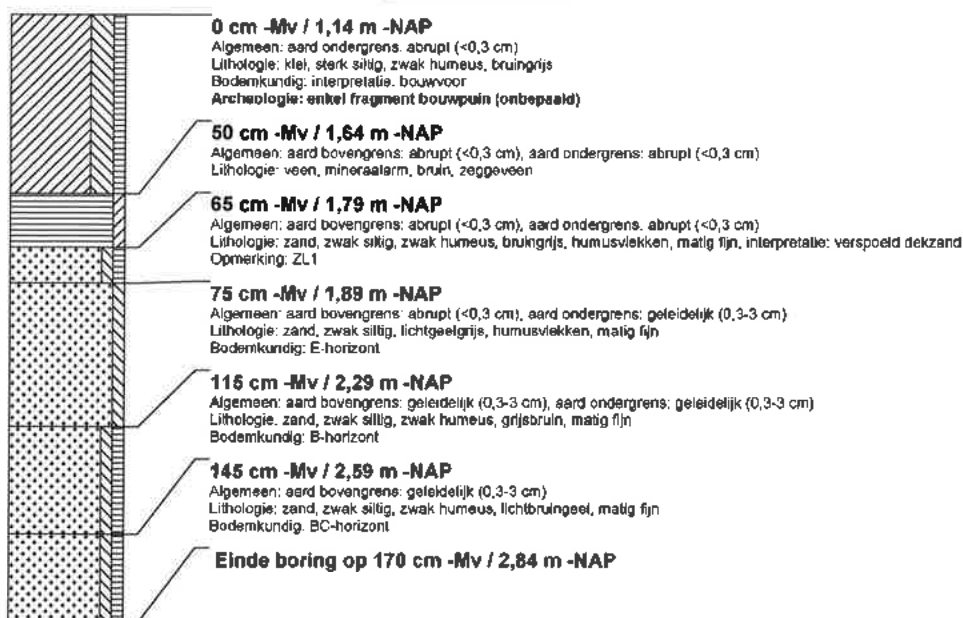 0 cm -Mv / 1,14 m -NAP
Algemeen: aard ondergrens: abrupt (<0,3 cm)
Lithologie: klei, sterk siltig, zwak humeus, bruingrijs
Bodemkundig: interpretatie: bouwvoor
Archeologie: enkel fragment bouwpuin (onbepaald)
50 cm -Mv / 1,64 m -NAP
Algemeen: aard bovengrens: abrupt (<0,3 cm), aard ondergrens: abrupt (<0,3 cm)
Lithologie: veen, mineraalarm, bruin, zeggeveen
65 cm -Mv / 1,79 m -NAP
Algemeen: aard bovengrens: abrupt (<0,3 cm), aard ondergrens: abrupt (<0,3 cm)
Lithologie: zand, zwak siltig, zwak humeus, bruingrijs, humusvlekken, matig fijn, interpretatie: verspoeld dekzand
Opmerking: ZL1
75 cm -Mv / 1,89 m -NAP
Algemeen: aard bovengrens: abrupt (<0,3 cm), aard ondergrens: geleidelijk (0,3-3 cm)
Lithologie: zand, zwak siltig, lichtgeelgrijs, humusvlekken, matig fijn
Bodemkundig: E-horizont
115 cm -Mv / 2,29 m -NAP
Algemeen: aard bovengrens: geleidelijk (0,3-3 cm), aard ondergrens: geleidelijk (0,3-3 cm)
Lithologie: zand, zwak siltig, zwak humeus, grijsbruin, matig fijn
Bodemkundig: B-horizont
145 cm -Mv / 2,59 m -NAP
Algemeen: aard bovengrens: geleidelijk (0,3-3 cm)
Lithologie: zand, zwak siltig, zwak humeus, lichtbruingeel, matig fijn
Bodemkundig: BC-horizont
Einde boring op 170 cm -Mv / 2,84 m -NAP